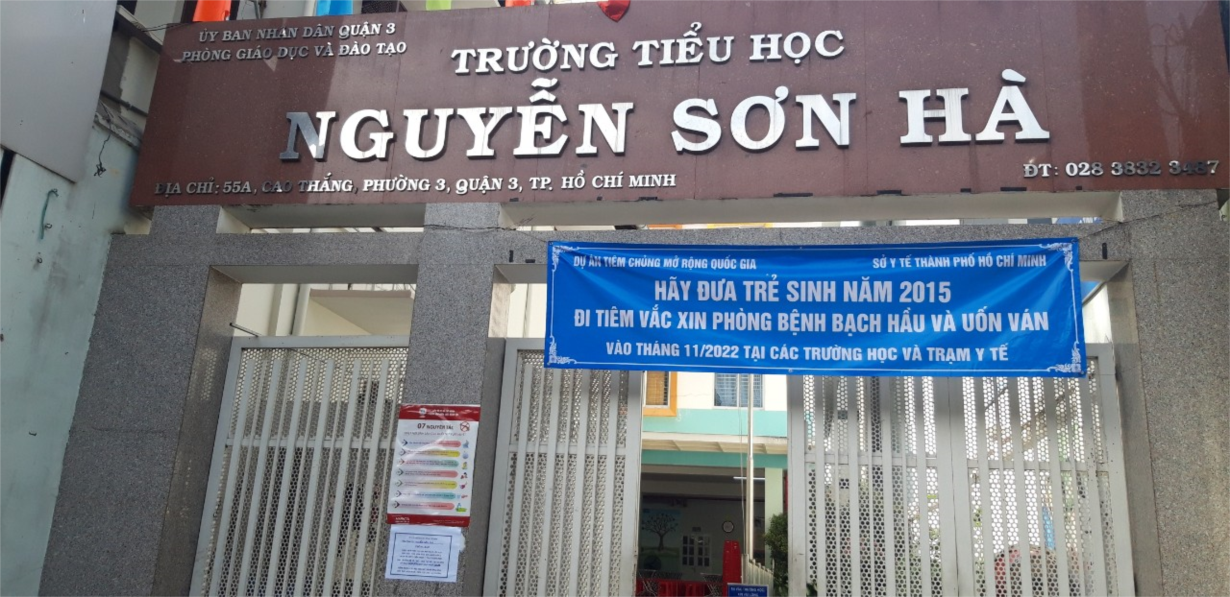 ỦY BAN NHÂN DÂN QUẬN 3
PHÒNG GIÁO DỤC VÀ ĐÀO TẠO
TRƯỜNG TIỂU HỌC
NGUYỄN SƠN HÀ
ĐỊA CHỈ: 55A, CAO THẮNG, PHƯỜNG 3, QUẬN 3, TP. HỒ CHÍ MINH
ĐT: 028 3832 3467
DỰ ÁN TIÊM CHỦNG MỞ RỘNG QUỐC GIA
SỞ Y TẾ THÀNH PHỐ HỒ CHÍ MINH
HÃY ĐƯA TRẺ SINH NĂM 2015
ĐI TIÊM VẮC XIN PHÒNG BỆNH BẠCH HẦU VÀ UỐN VÁN
VÀO THÁNG 11/2022 TẠI CÁC TRƯỜNG HỌC VÀ TRẠM Y TẾ
07 NGUYÊN TẮC